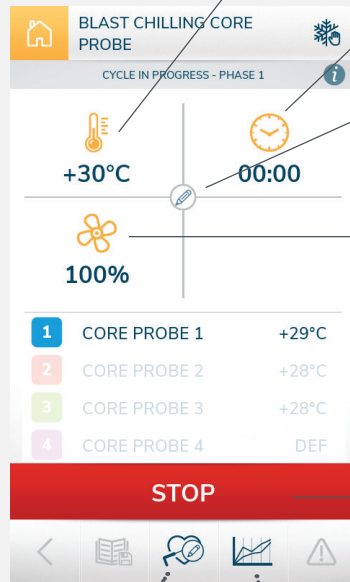 BLAST CHILLING CORE
PROBE
CYCLE IN PROGRESS - PHASE 1
i
+30°C
00:00
100%
1 CORE PROBE 1 +29°C
2 CORE PROBE 2 +28°C
3 CORE PROBE 3 +28°C
4 CORE PROBE 4 DEF
STOP